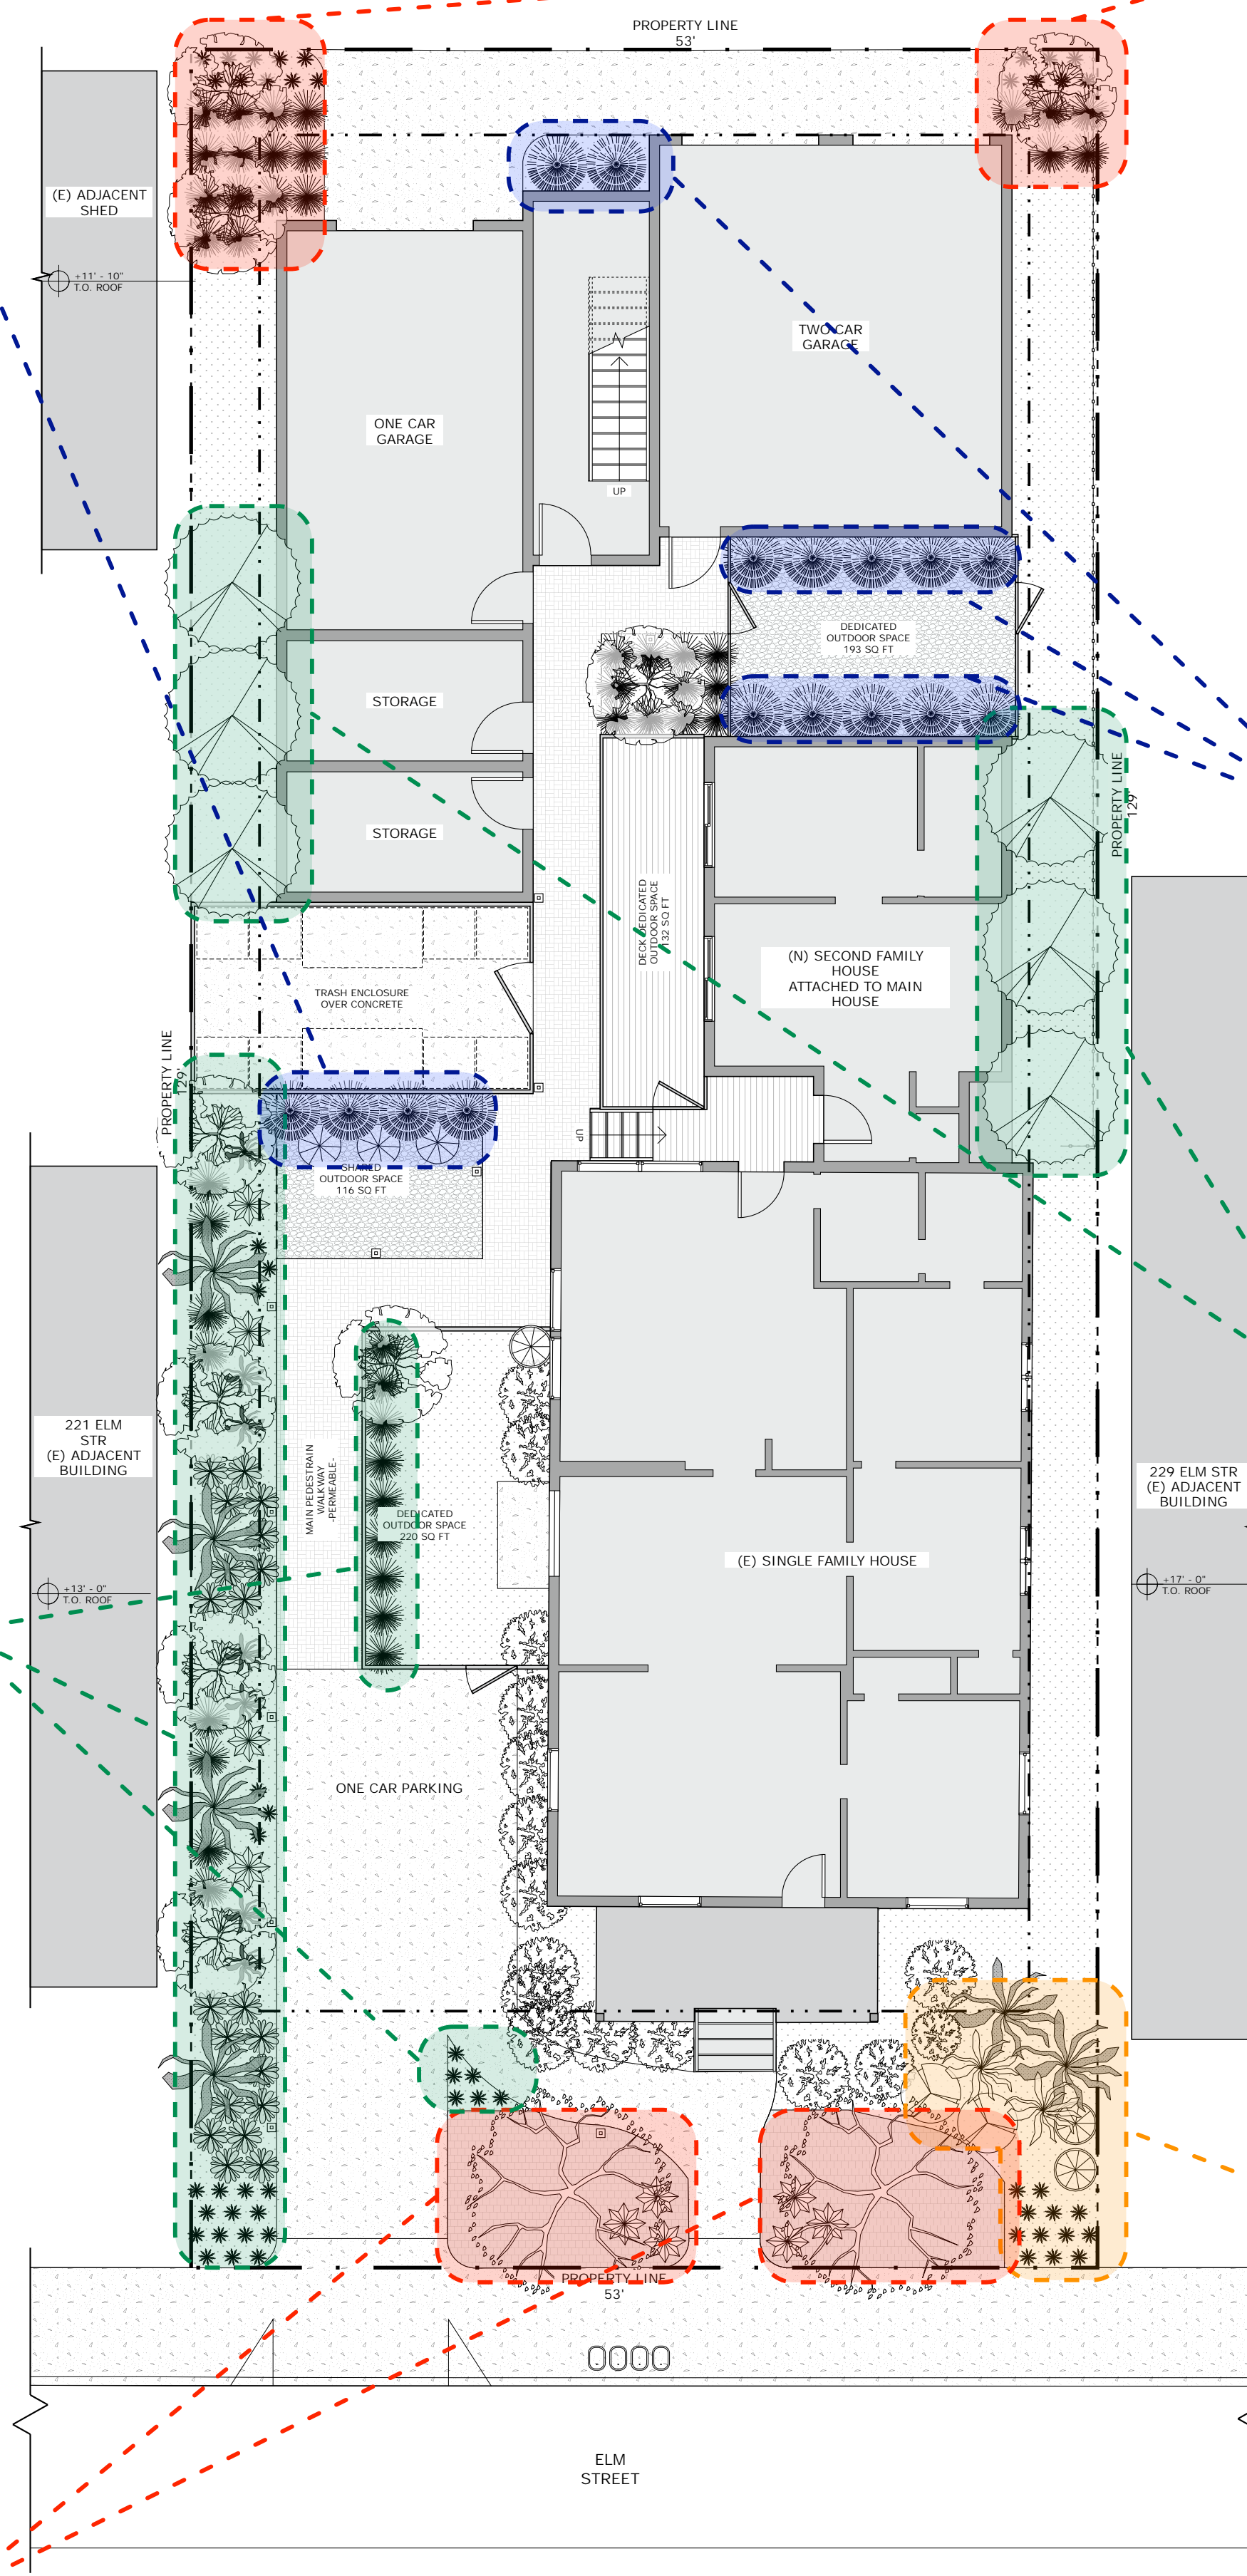 PROPERTY LINE
53'
(E) ADJACENT
SHED
+11' - 10"
T.O. ROOF
TWO CAR
GARAGE
ONE CAR
GARAGE
UP
DEDICATED
OUTDOOR SPACE
193 SQ FT
STORAGE
PROPERTY LINE
129'
STORAGE
DECK DEDICATED
OUTDOOR SPACE
132 SQ FT
(N) SECOND FAMILY
HOUSE
ATTACHED TO MAIN
HOUSE
TRASH ENCLOSURE
OVER CONCRETE
PROPERTY LINE
129'
UP
SHARED
OUTDOOR SPACE
116 SQ FT
221 ELM
STR
(E) ADJACENT
BUILDING
MAIN PEDESTRAIN
WALKWAY
-PERMEABLE-
DEDICATED
OUTDOOR SPACE
220 SQ FT
229 ELM STR
(E) ADJACENT
BUILDING
(E) SINGLE FAMILY HOUSE
+13' - 0"
T.O. ROOF
+17' - 0"
T.O. ROOF
ONE CAR PARKING
PROPERTY LINE
53'
ELM
STREET